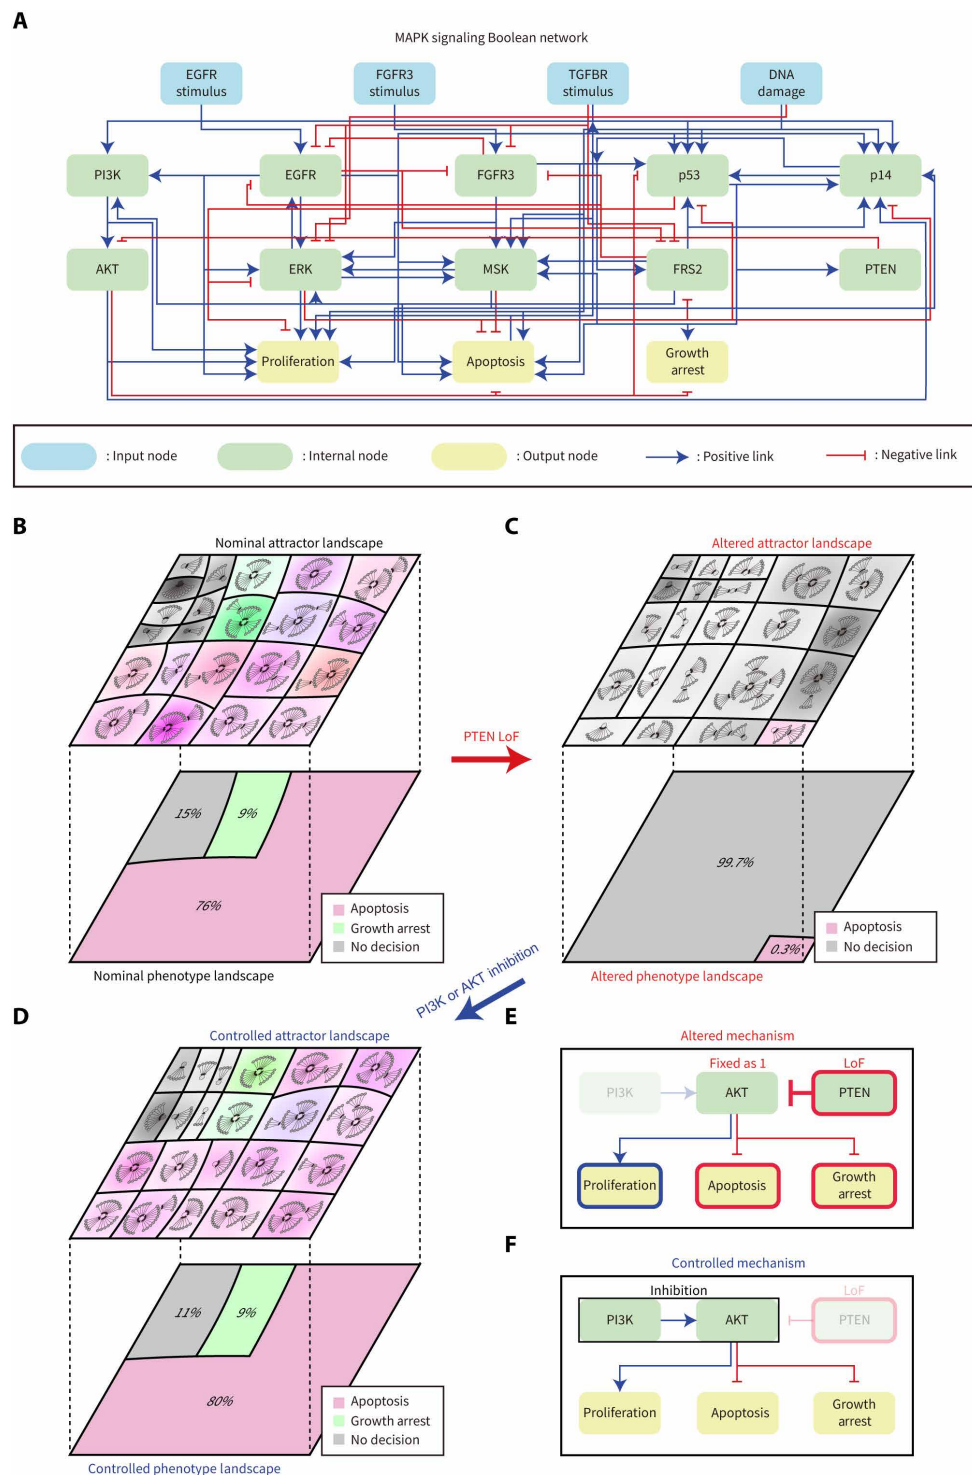 A
MAPK signaling Boolean network
EGFR
stimulus
FGFR3
stimulus
TGFBR
stimulus
DNA
damage
PI3K
EGFR
FGFR3
p53
p14
AKT
ERK
MSK
FRS2
PTEN
Proliferation
Apoptosis
Growth
arrest
: Input node
: Internal node
: Output node
: Positive link
: Negative link
B
Nominal attractor landscape
15%
9%
76%
Apoptosis
Growth arrest
No decision
Nominal phenotype landscape
PTEN LoF
C
Altered attractor landscape
99.7%
0.3%
Apoptosis
No decision
Altered phenotype landscape
PI3K or AKT inhibition
D
Controlled attractor landscape
11%
9%
80%
Apoptosis
Growth arrest
No decision
Controlled phenotype landscape
E
Altered mechanism
Fixed as 1
LoF
PI3K
AKT
PTEN
Proliferation
Apoptosis
Growth
arrest
F
Controlled mechanism
Inhibition
LoF
PI3K
AKT
PTEN
Proliferation
Apoptosis
Growth
arrest